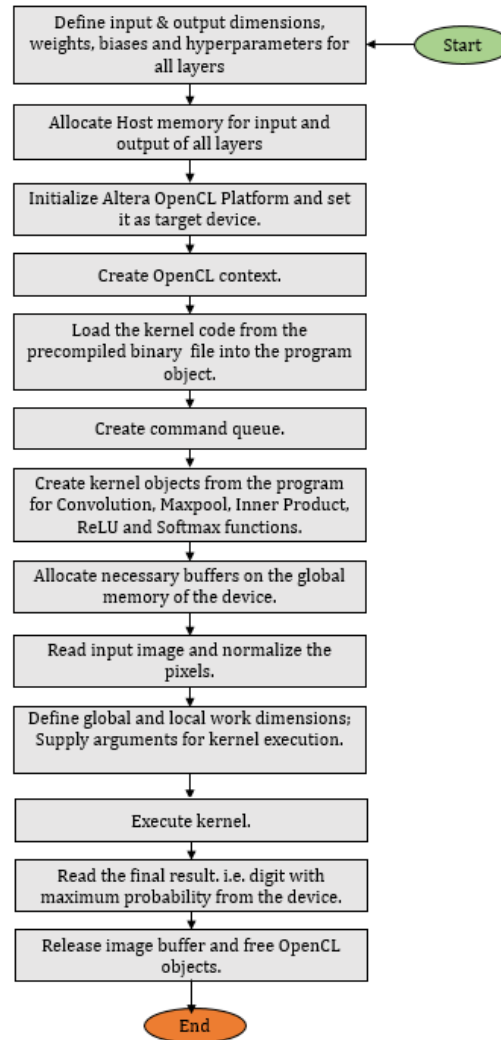 Define input & output dimensions,
weights, biases and hyperparameters for
all layers
Start
Allocate Host memory for input and
output of all layers
Initialize Altera OpenCL Platform and set
it as target device.
Create OpenCL context.
Load the kernel code from the
precompiled binary file into the program
object.
Create command queue.
Create kernel objects from the program
for Convolution, Maxpool, Inner Product,
ReLU and Softmax functions.
Allocate necessary buffers on the global
memory of the device.
Read input image and normalize the
pixels.
Define global and local work dimensions;
Supply arguments for kernel execution.
Execute kernel.
Read the final result. i.e. digit with
maximum probability from the device.
Release image buffer and free OpenCL
objects.
End